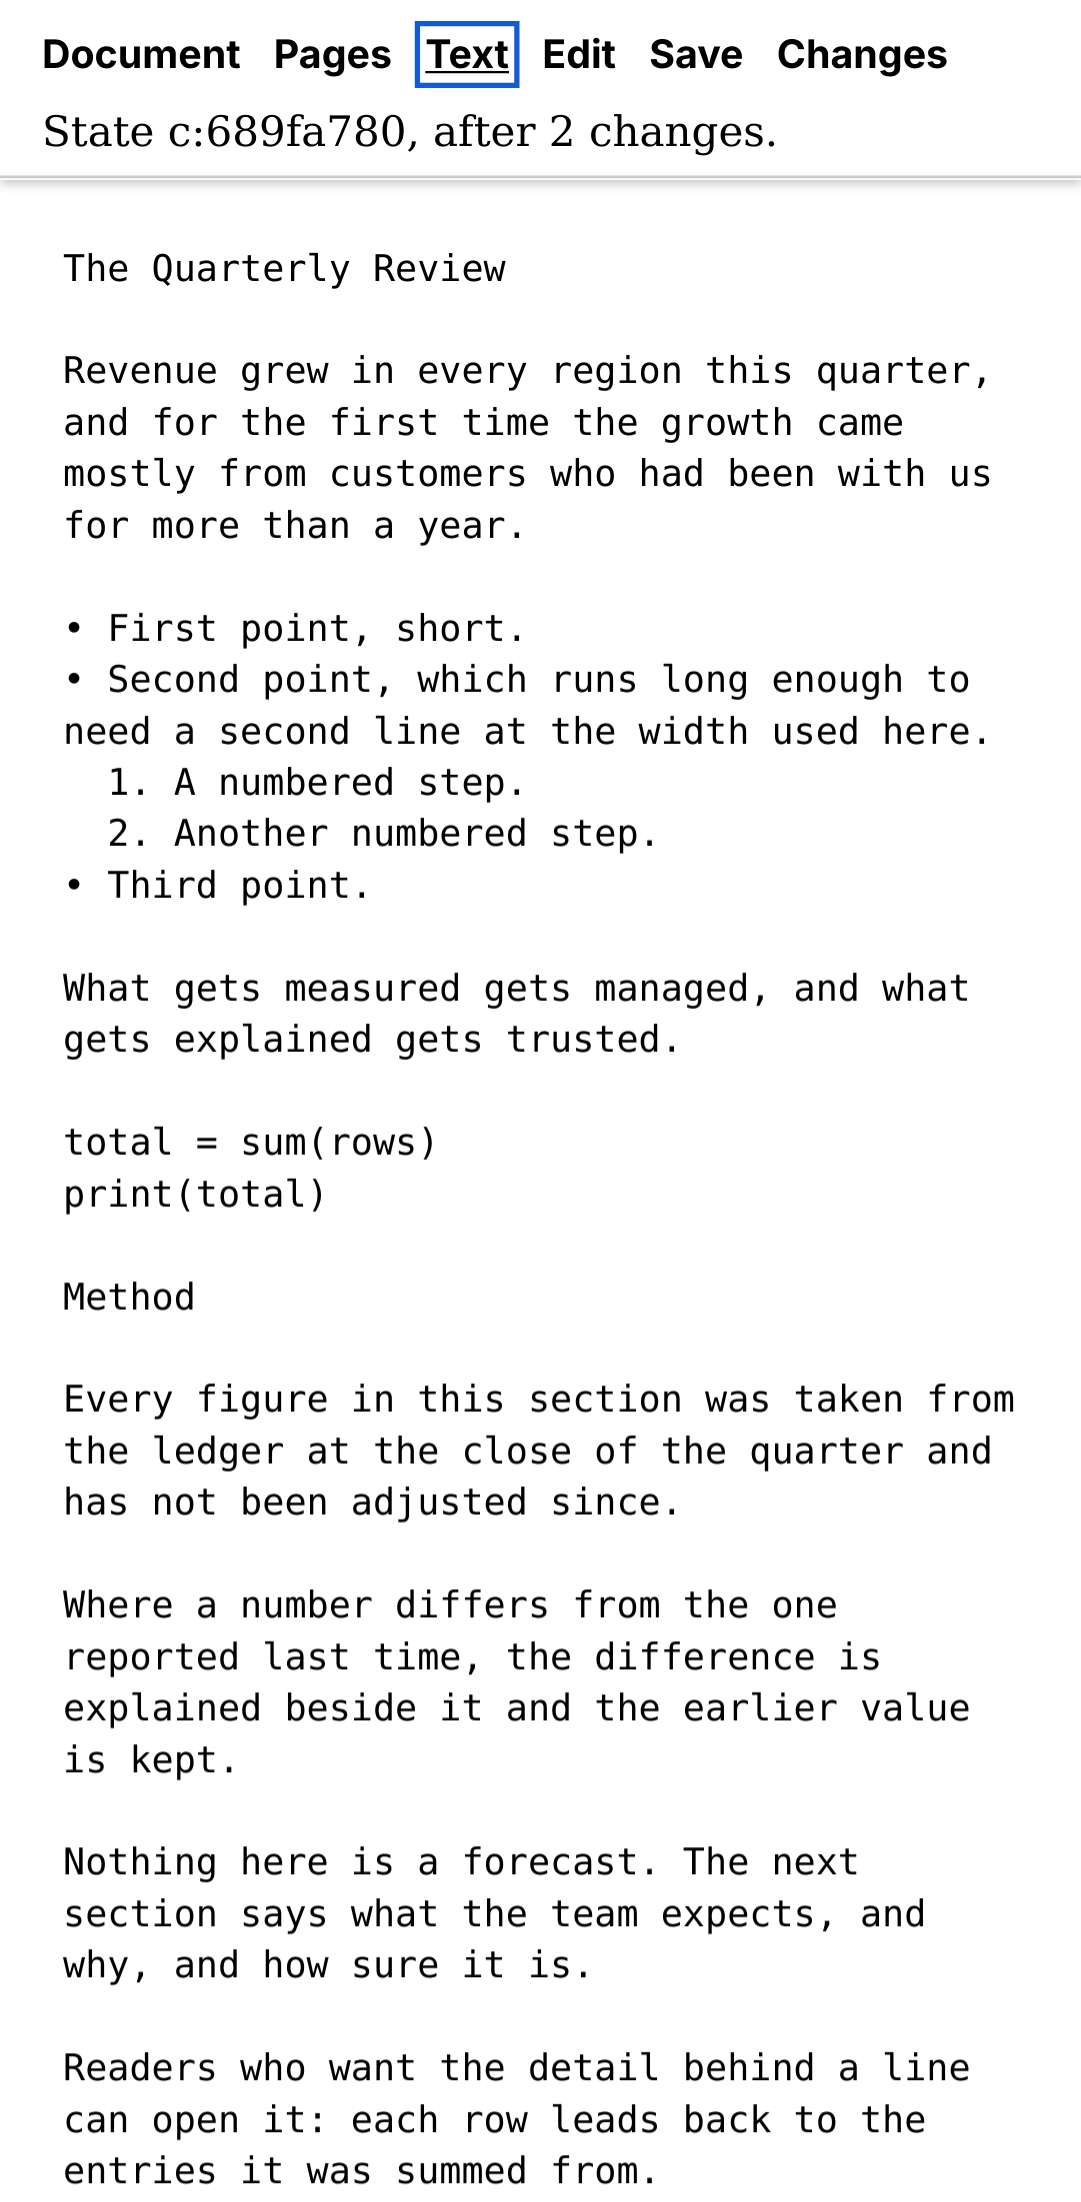 Document Pages Text Edit Save Changes
State c:689fa780, after 2 changes.
The Quarterly Review
Revenue grew in every region this quarter,
and for the first time the growth came
mostly from customers who had been with us
for more than a year.
• First point, short.
• Second point, which runs long enough to
need a second line at the width used here.
1. A numbered step.
2. Another numbered step.
• Third point.
What gets measured gets managed, and what
gets explained gets trusted.
total = sum(rows)
print(total)
Method
Every figure in this section was taken from
the ledger at the close of the quarter and
has not been adjusted since.
Where a number differs from the one
reported last time, the difference is
explained beside it and the earlier value
is kept.
Nothing here is a forecast. The next
section says what the team expects, and
why, and how sure it is.
Readers who want the detail behind a line
can open it: each row leads back to the
entries it was summed from.